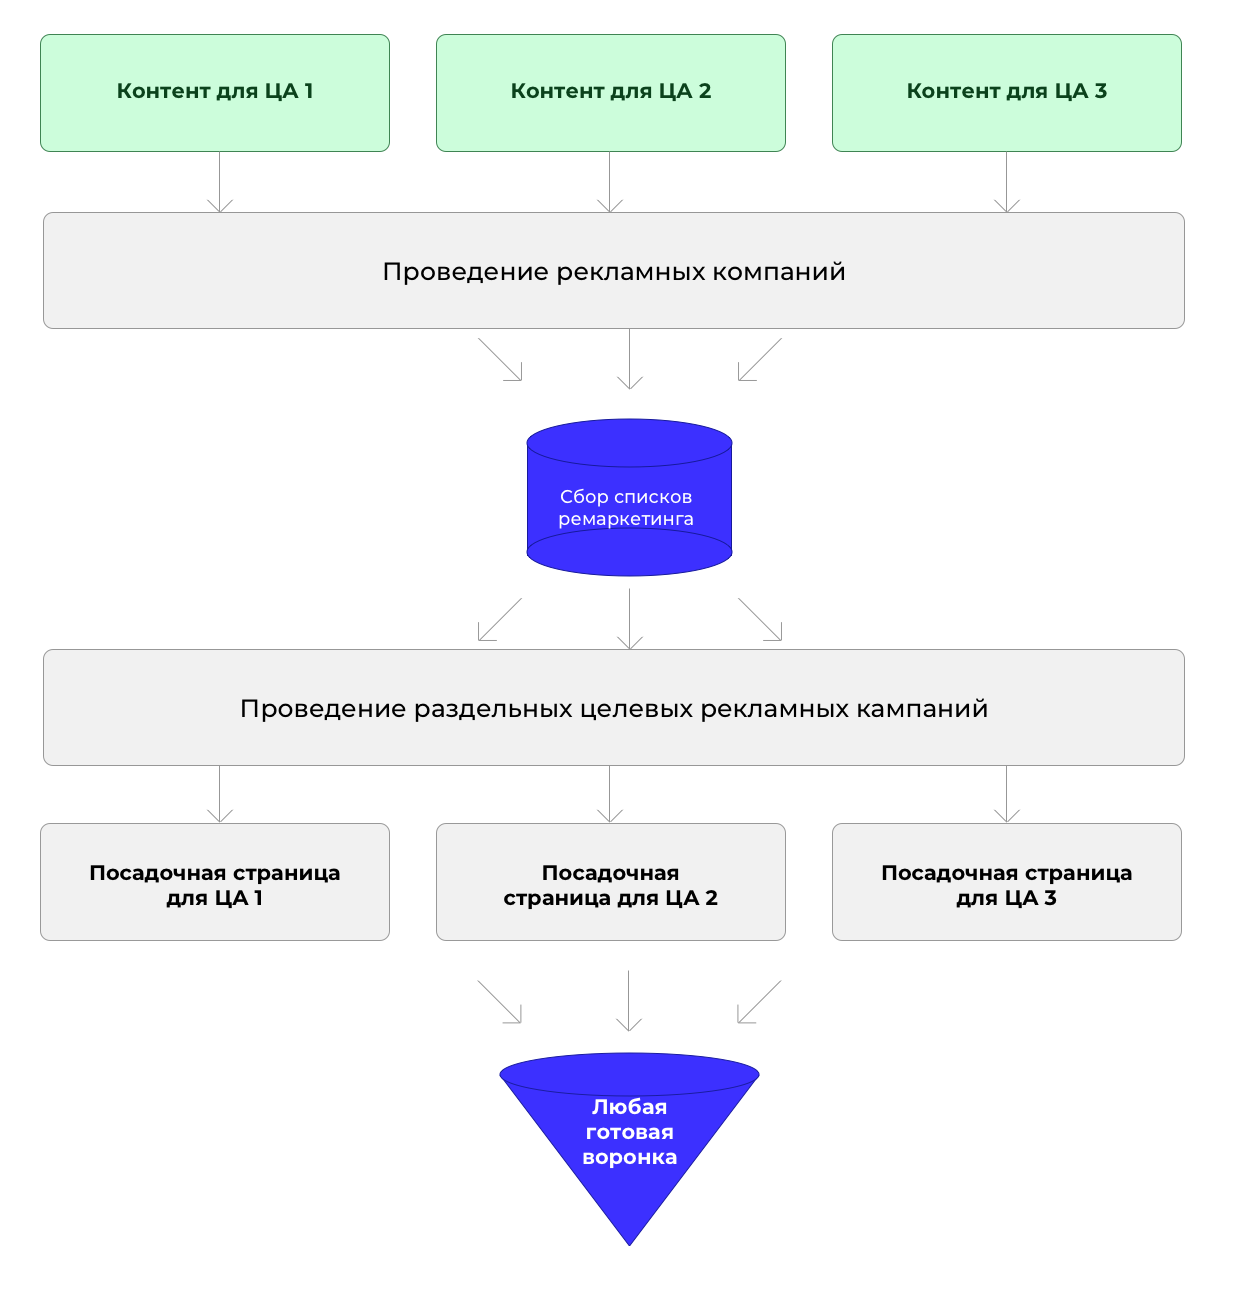 Контент для ЦА 1
Контент для ЦА 2
Контент для ЦА 3
Проведение рекламных компаний
Сбор списков
ремаркетинга
Проведение раздельных целевых рекламных кампаний
Посадочная страница
для ЦА 1
Посадочная
страница для ЦА 2
Посадочная страница
для ЦА 3
Любая
готовая
воронка